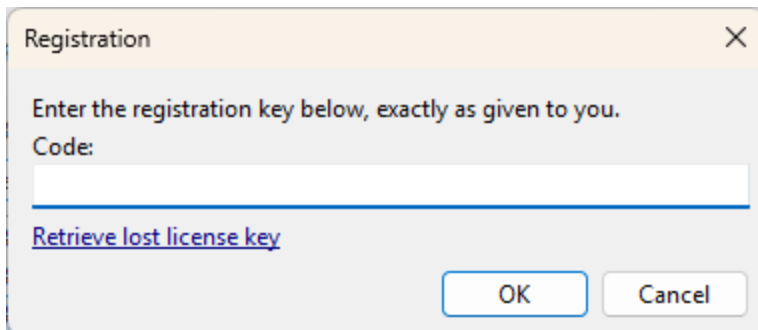 Registration
Enter the registration key below, exactly as given to you.
Code:
Retrieve lost license key
OK Cancel